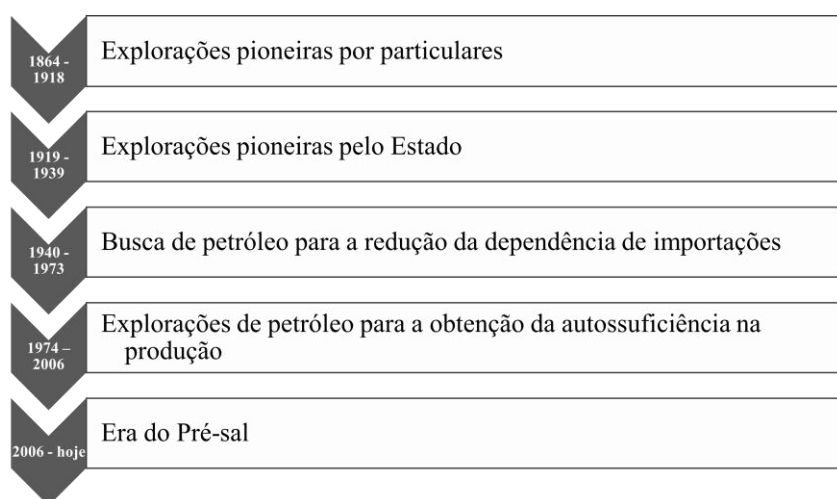 1864 -
1918
Explorações pioneiras por particulares
1919 -
1939
Explorações pioneiras pelo Estado
1940 -
1973
Busca de petróleo para a redução da dependência de importações
1974 –
2006
Explorações de petróleo para a obtenção da autossuficiência na
produção
2006 - hoje
Era do Pré-sal